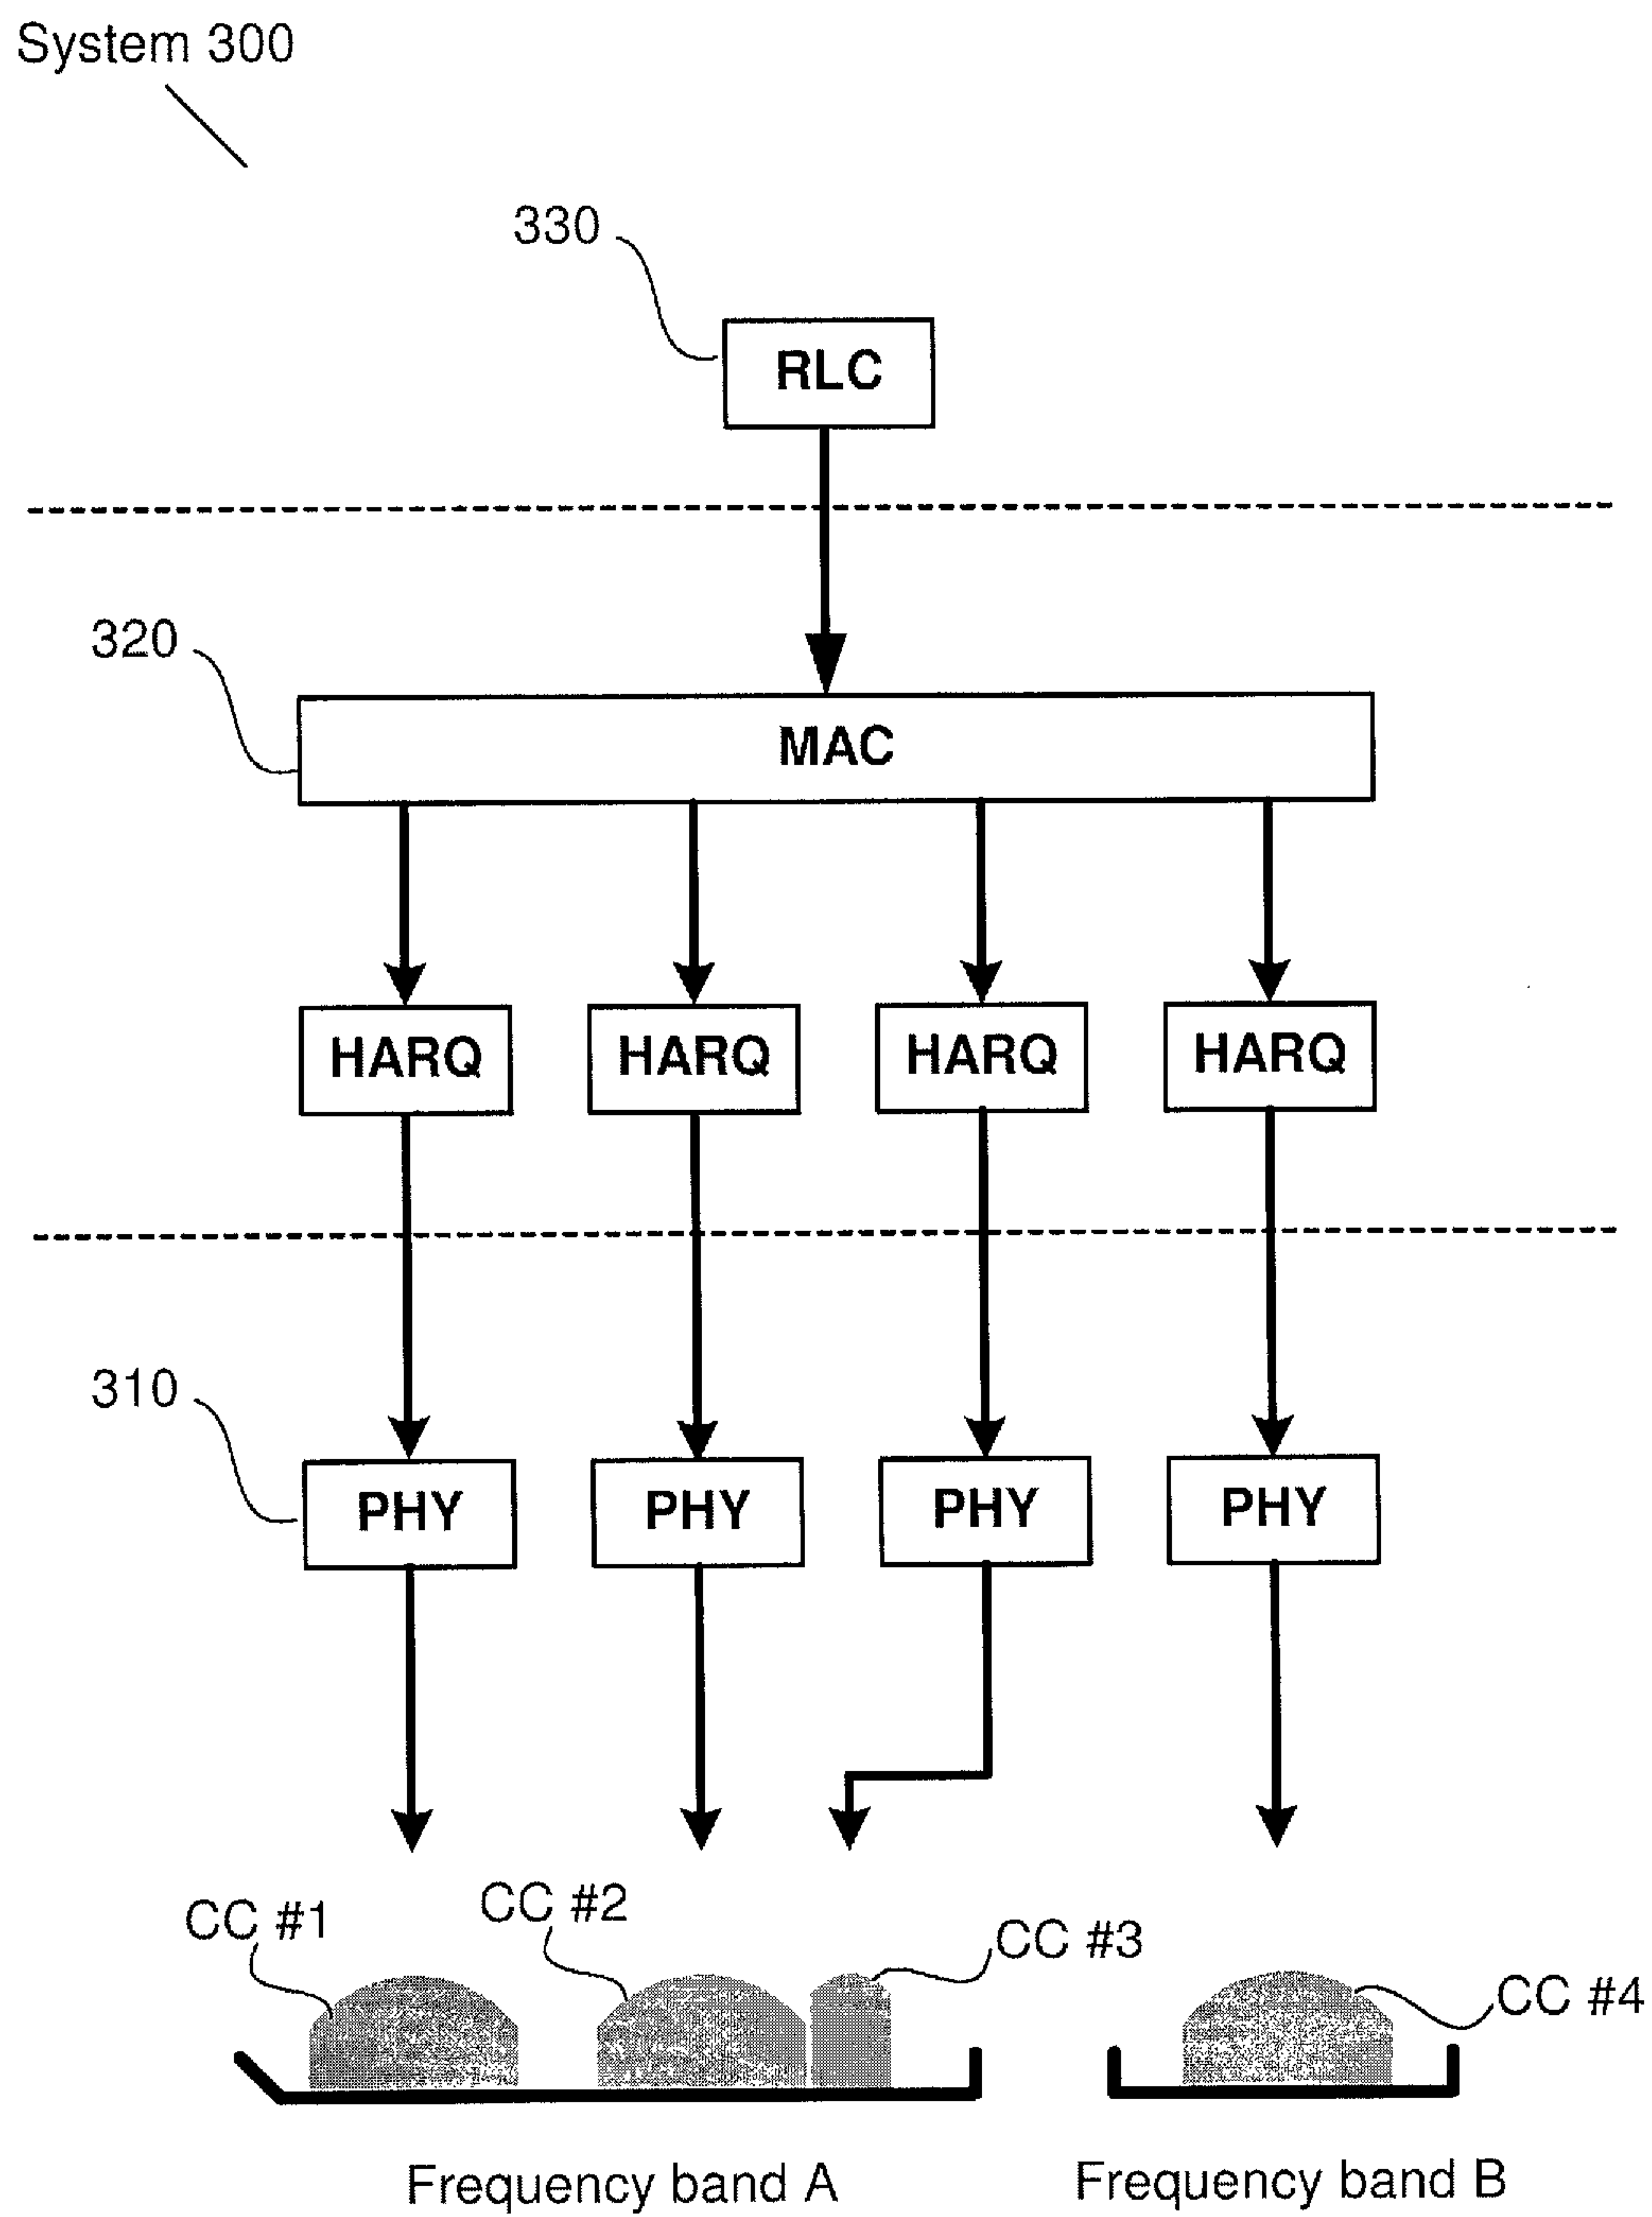 System 300
330
RLC
320
MAC
HARQ HARQ HARQ HARQ
310
PHY PHY PHY PHY
CC #1 CC #2 CC #3 CC #4
Frequency band A Frequency band B